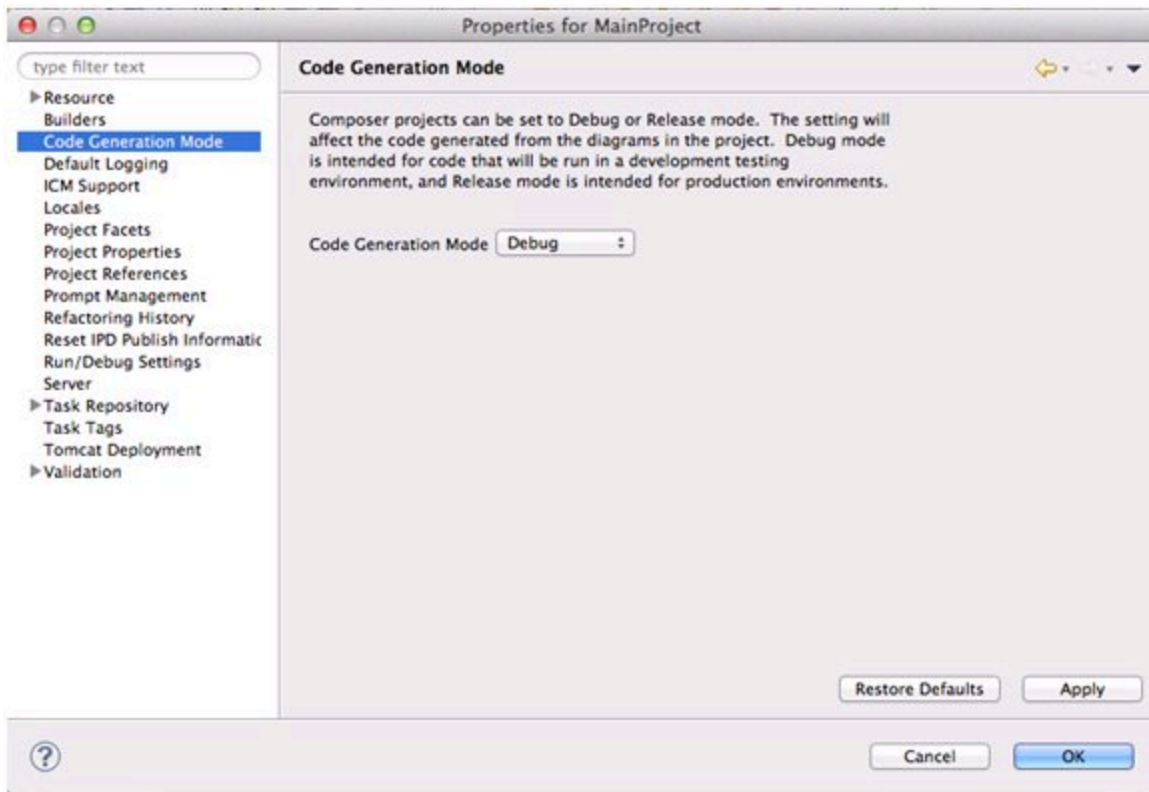 Properties for MainProject
type filter text
Resource
Builders
Code Generation Mode
Default Logging
ICM Support
Locales
Project Facets
Project Properties
Project References
Prompt Management
Refactoring History
Reset IPD Publish Informatic
Run/Debug Settings
Server
Task Repository
Task Tags
Tomcat Deployment
Validation
Code Generation Mode
Composer projects can be set to Debug or Release mode. The setting will
affect the code generated from the diagrams in the project. Debug mode
is intended for code that will be run in a development testing
environment, and Release mode is intended for production environments.
Code Generation Mode Debug
Restore Defaults Apply
? Cancel OK